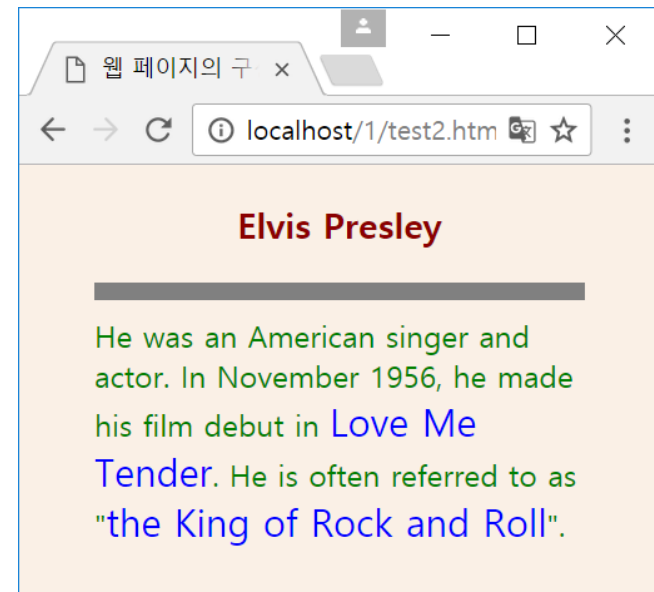 웹 페이지의 구
localhost/1/test2.htm
Elvis Presley
He was an American singer and
actor. In November 1956, he made
his film debut in Love Me
Tender. He is often referred to as
"the King of Rock and Roll".